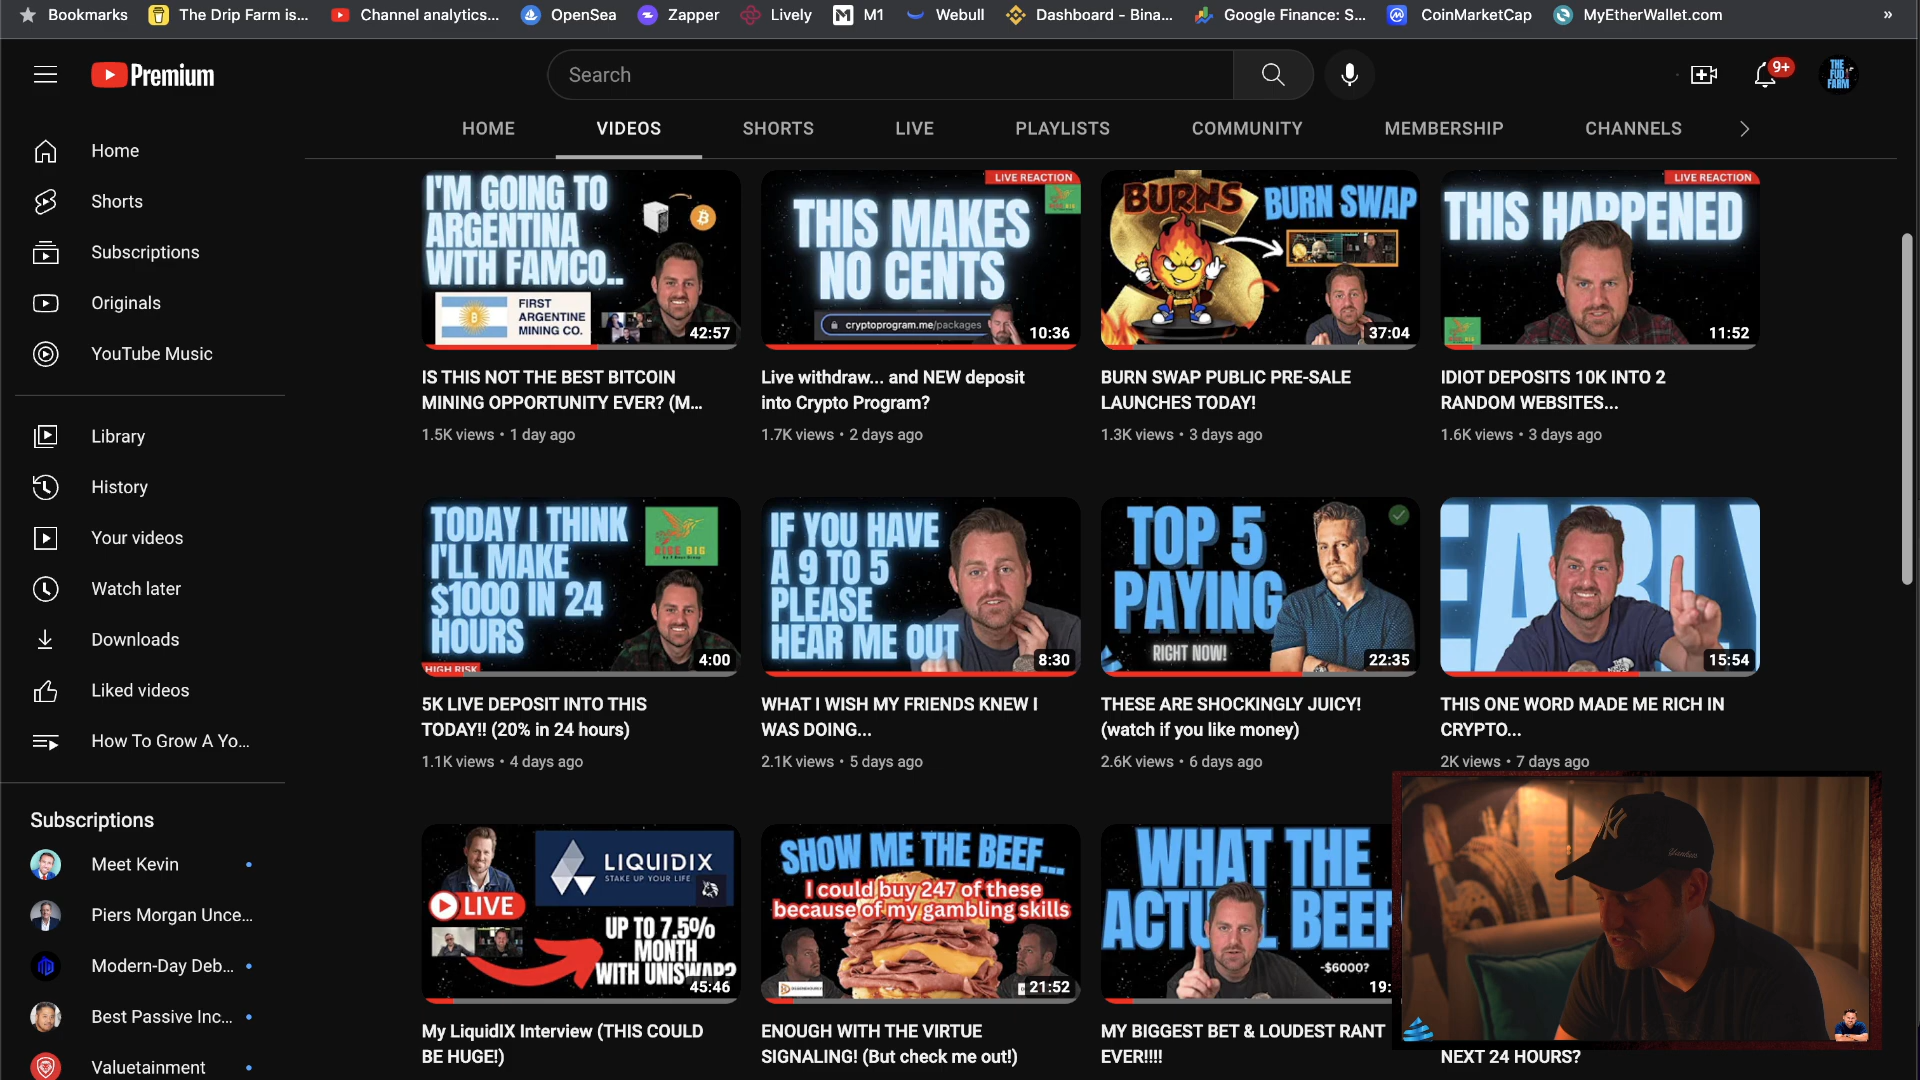 Bookmarks
The Drip Farm is...
Channel analytics...
OpenSea
Zapper
Lively
M1
Webull
Dashboard - Bina...
Google Finance: S...
CoinMarketCap
MyEtherWallet.com
»
Premium
Search
9+
THE
FUD
FARM
HOME
VIDEOS
SHORTS
LIVE
PLAYLISTS
COMMUNITY
MEMBERSHIP
CHANNELS
Home
Shorts
Subscriptions
Originals
YouTube Music
Library
History
Your videos
Watch later
Downloads
Liked videos
How To Grow A Yo...
Subscriptions
Meet Kevin
Piers Morgan Unce...
Modern-Day Deb...
Best Passive Inc...
Valuetainment
I'M GOING TO
ARGENTINA
WITH FAMCO..
FIRST
ARGENTINE
MINING CO.
42:57
IS THIS NOT THE BEST BITCOIN
MINING OPPORTUNITY EVER? (M...
1.5K views • 1 day ago
LIVE REACTION
THIS MAKES
NO CENTS
cryptoprogram.me/packages
10:36
Live withdraw... and NEW deposit
into Crypto Program?
1.7K views • 2 days ago
BURNS
BURN SWAP
37:04
BURN SWAP PUBLIC PRE-SALE
LAUNCHES TODAY!
1.3K views • 3 days ago
LIVE REACTION
THIS HAPPENED
11:52
IDIOT DEPOSITS 10K INTO 2
RANDOM WEBSITES...
1.6K views • 3 days ago
TODAY I THINK
I'LL MAKE
$1000 IN 24
HOURS
RISE BIG
HIGH RISK
4:00
5K LIVE DEPOSIT INTO THIS
TODAY!! (20% in 24 hours)
1.1K views • 4 days ago
IF YOU HAVE
A 9 TO 5
PLEASE
HEAR ME OUT
8:30
WHAT I WISH MY FRIENDS KNEW I
WAS DOING...
2.1K views • 5 days ago
TOP 5
PAYING
RIGHT NOW!
22:35
THESE ARE SHOCKINGLY JUICY!
(watch if you like money)
2.6K views • 6 days ago
EARLY
15:54
THIS ONE WORD MADE ME RICH IN
CRYPTO...
2K views • 7 days ago
LIQUIDIX
STAKE UP YOUR LIFE
LIVE
UP TO 7.5%
MONTH
WITH UNISWAP?
45:46
My LiquidIX Interview (THIS COULD
BE HUGE!)
SHOW ME THE BEEF...
I could buy 247 of these
because of my gambling skills
21:52
ENOUGH WITH THE VIRTUE
SIGNALING! (But check me out!)
WHAT THE
ACTUAL BEEF
-$6000?
19:
MY BIGGEST BET & LOUDEST RANT
EVER!!!!
NEXT 24 HOURS?
NY
Yankees